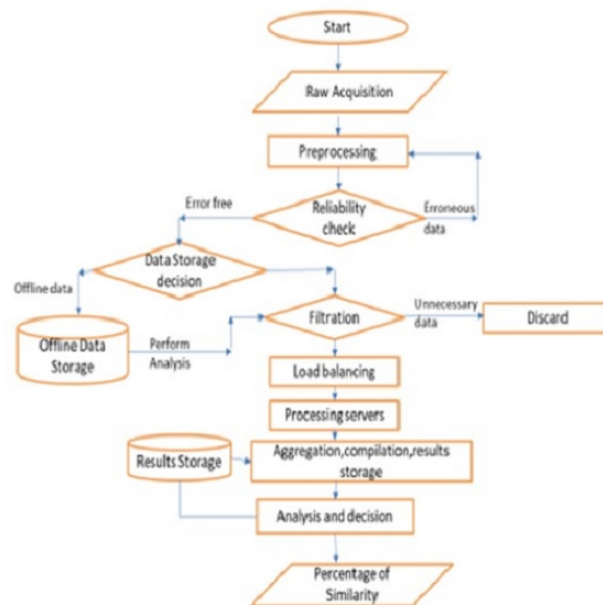 Start
Raw Acquisition
Preprocessing
Error free
Reliability
check
Erroneous
data
Data Storage
decision
Offline data
Offline Data
Storage
Perform
Analysis
Filtration
Unnecessary
data
Discard
Load balancing
Processing servers
Results Storage
Aggregation,compilation,results
storage
Analysis and decision
Percentage of
Similarity